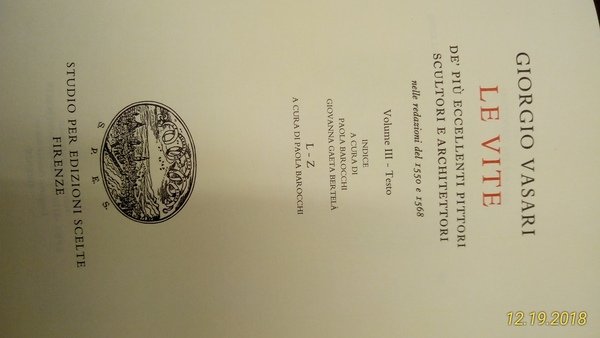 GIORGIO VASARI
LE VITE
DE' PIÙ ECCELLENTI PITTORI
SCULTORI E ARCHITETTORI
nelle redazioni del 1550 e 1568
Volume III - Testo
INDICE
A CURA DI
PAOLA BAROCCHI
GIOVANNA GAETA BERTELÀ
L - Z
A CURA DI PAOLA BAROCCHI
S. P. E. S.
STUDIO PER EDIZIONI SCELTE
FIRENZE
12.19.2018